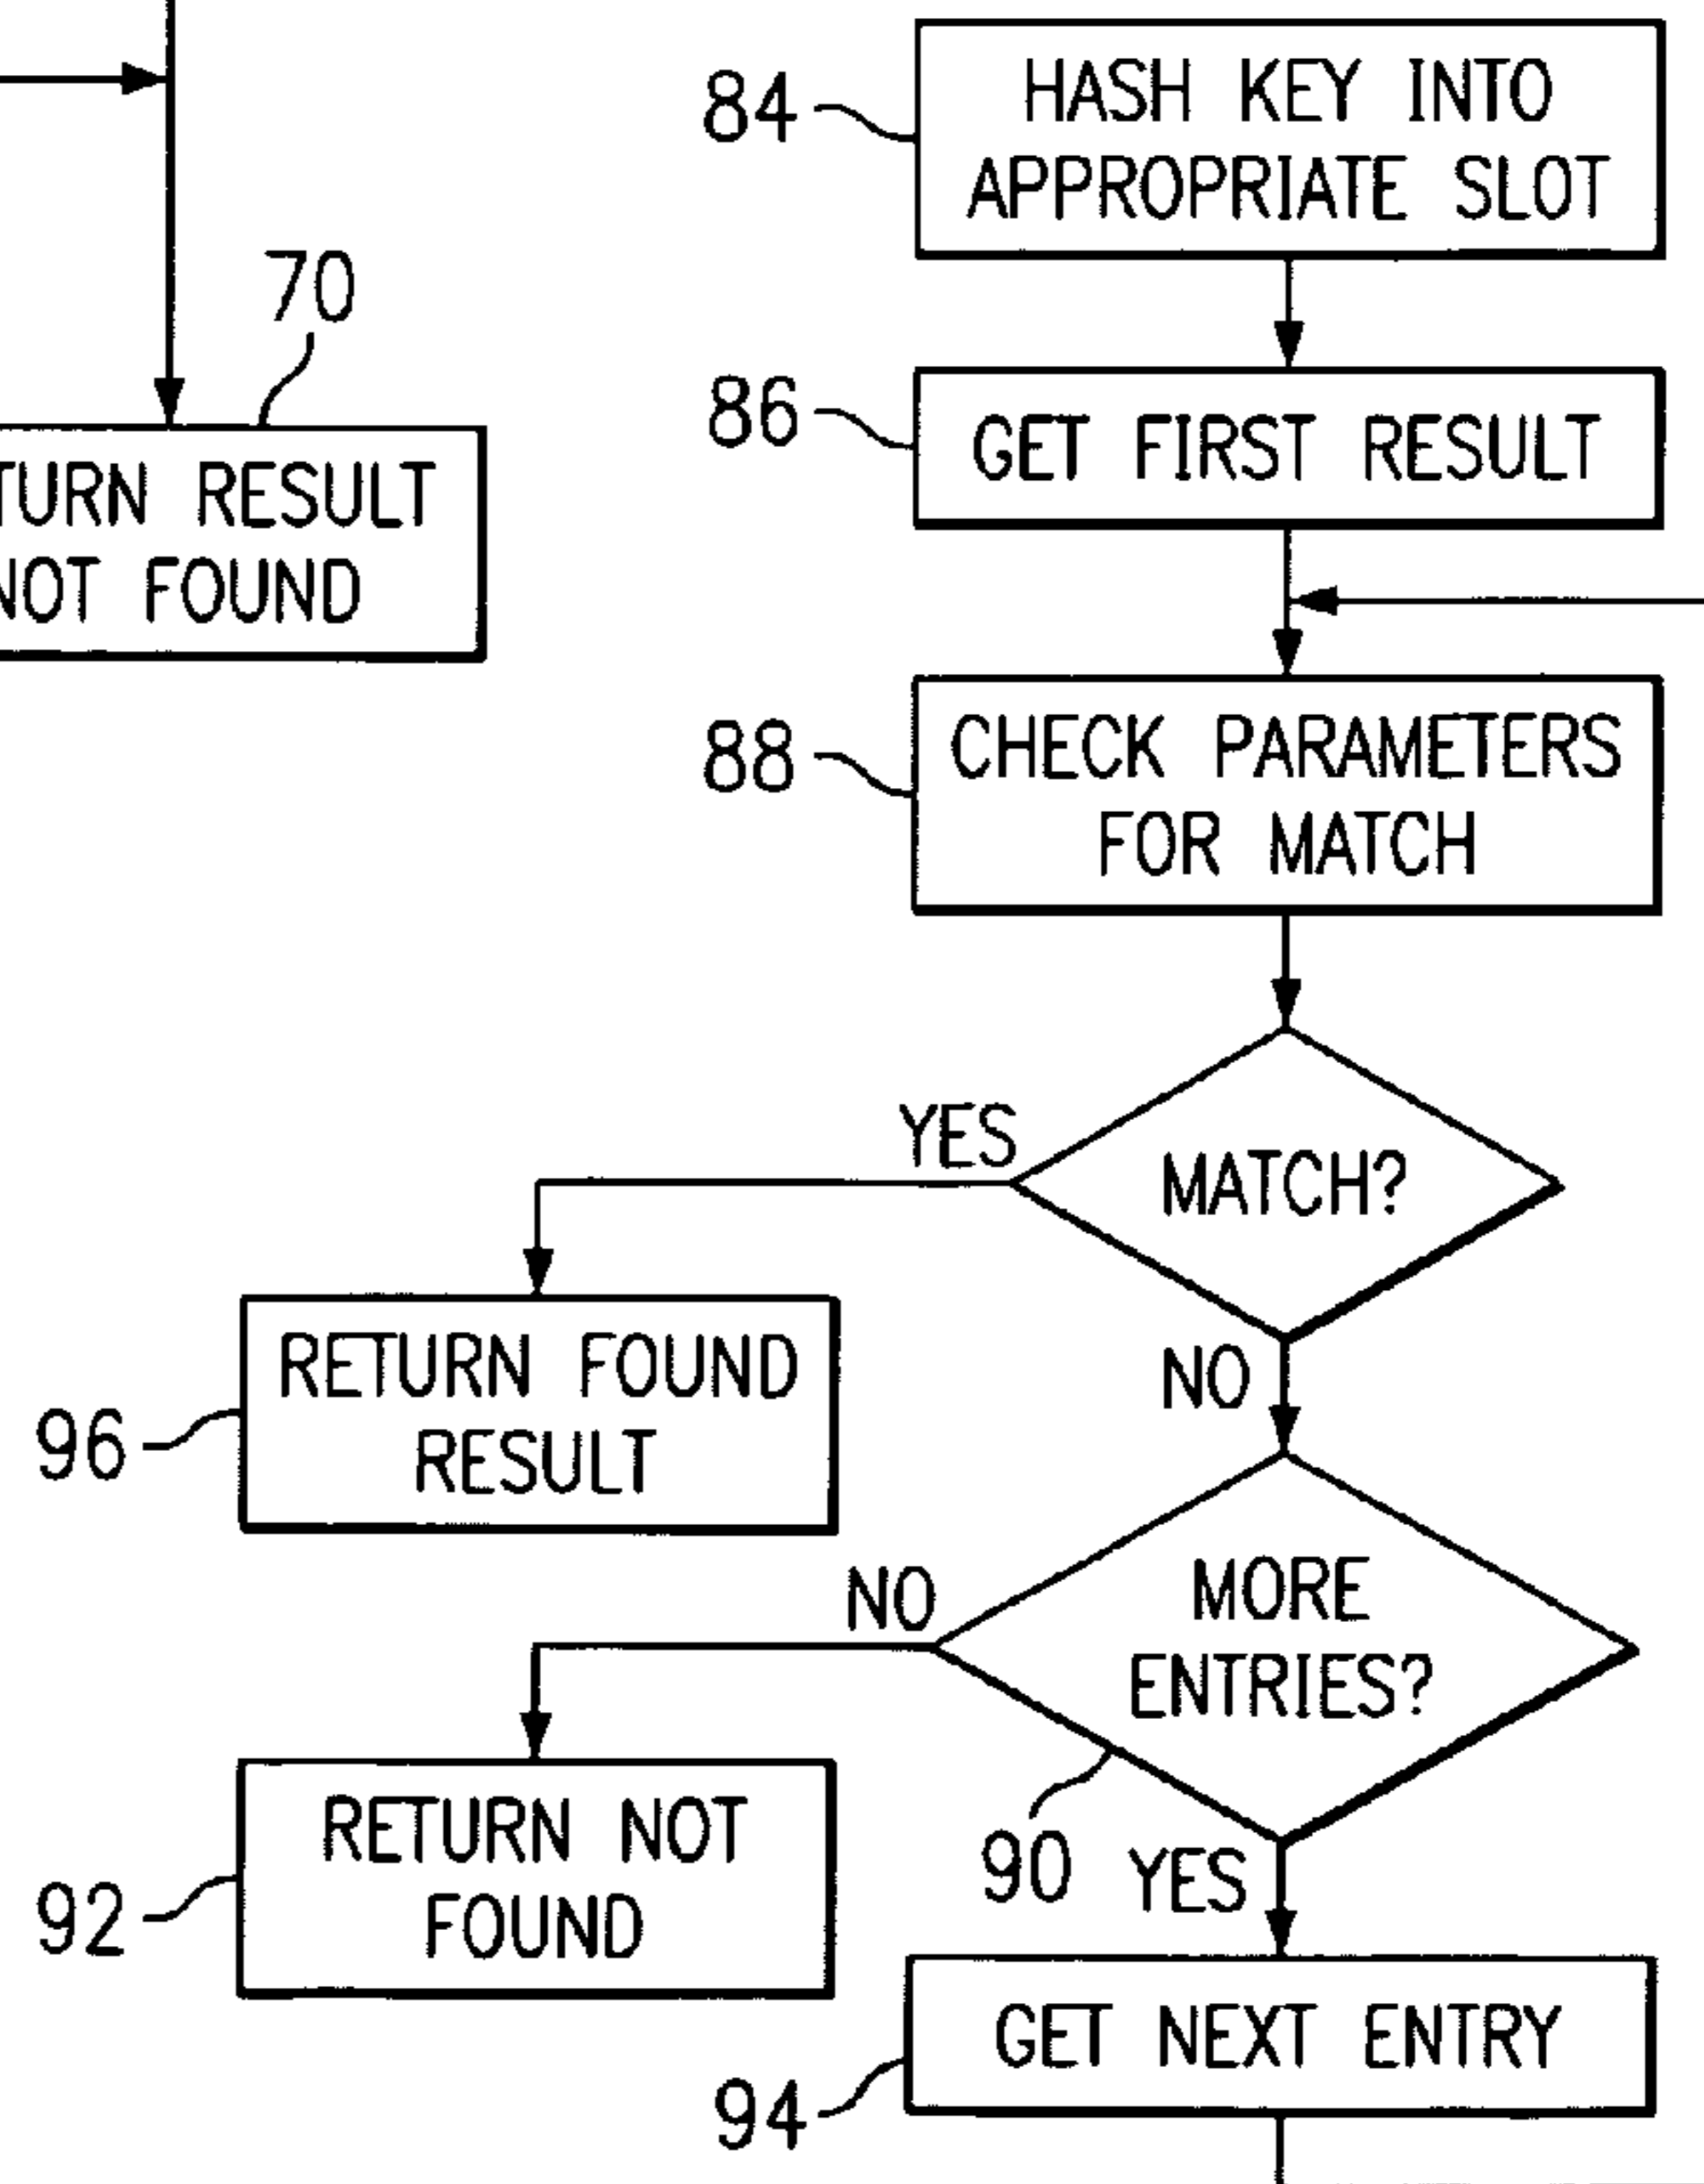 84
HASH KEY INTO
APPROPRIATE SLOT
70
TURN RESULT
NOT FOUND
86
GET FIRST RESULT
88
CHECK PARAMETERS
FOR MATCH
YES
MATCH?
NO
96
RETURN FOUND
RESULT
NO
MORE
ENTRIES?
90
YES
92
RETURN NOT
FOUND
94
GET NEXT ENTRY